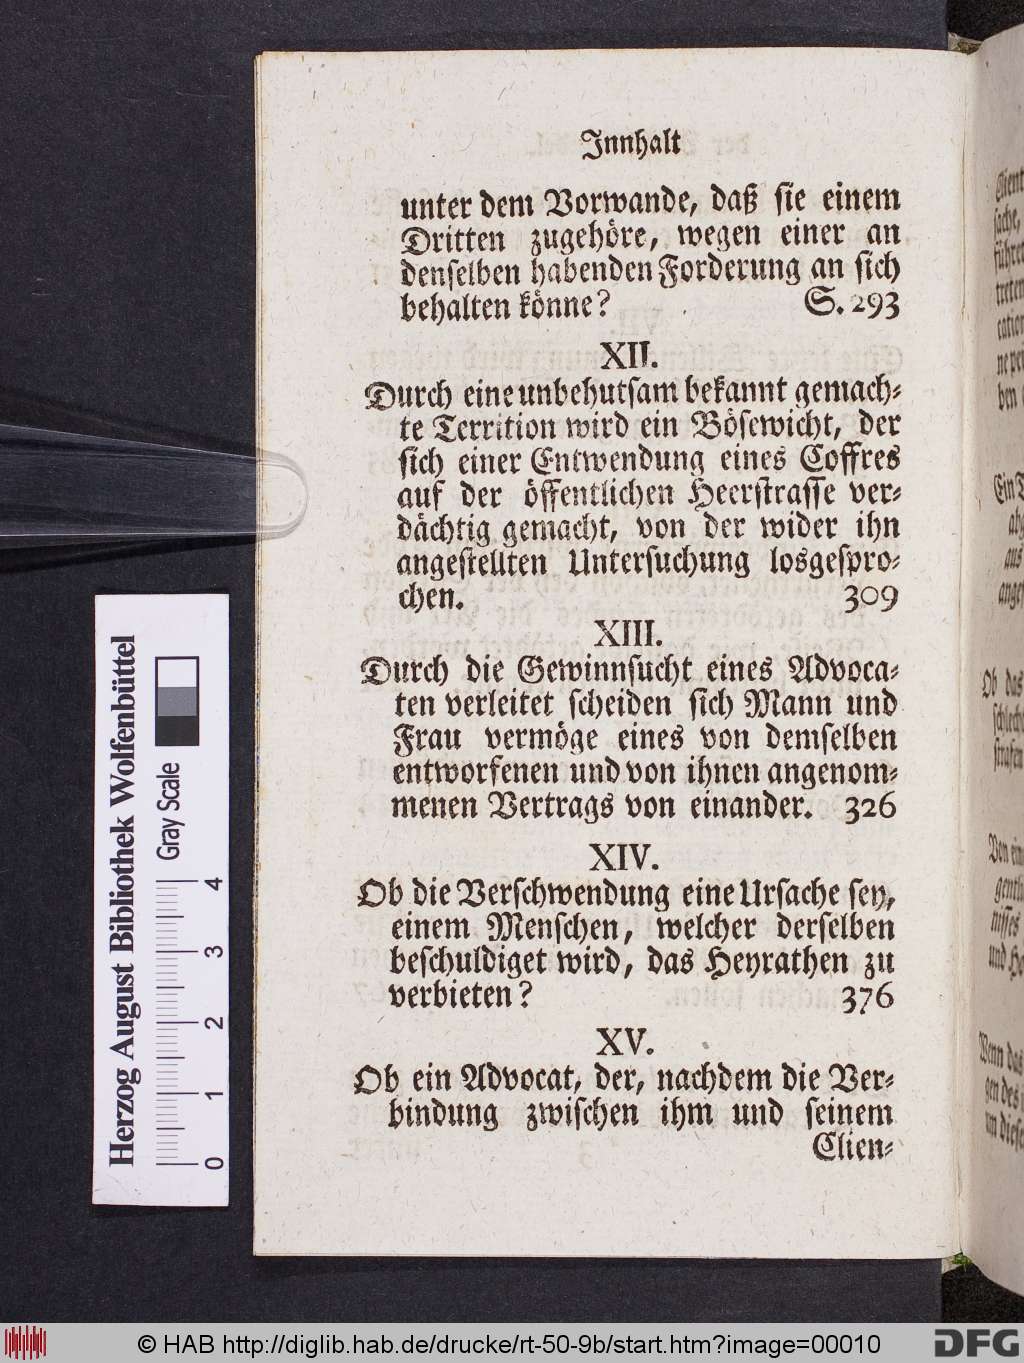 Innhalt
unter dem Vorwande, daß sie einem
Dritten zugehöre, wegen einer an
denselben habenden Forderung an sich
behalten könne? S. 293
XII.
Durch eine unbehutsam bekannt gemach⸗
te Territion wird ein Bösewicht, der
sich einer Entwendung eines Coffres
auf der öffentlichen Heerstrasse ver⸗
dächtig gemacht, von der wider ihn
angestellten Untersuchung losgespro⸗
chen. 309
XIII.
Durch die Gewinnsucht eines Advoca⸗
ten verleitet scheiden sich Mann und
Frau vermöge eines von demselben
entworfenen und von ihnen angenom⸗
menen Vertrags von einander. 326
XIV.
Ob die Verschwendung eine Ursache sey,
einem Menschen, welcher derselben
beschuldiget wird, das Heyrathen zu
verbieten? 376
XV.
Ob ein Advocat, der, nachdem die Ver⸗
bindung zwischen ihm und seinem
Clien⸗
Herzog August Bibliothek Wolfenbüttel
Gray Scale
0 1 2 3 4
© HAB http://diglib.hab.de/drucke/rt-50-9b/start.htm?image=00010
DFG